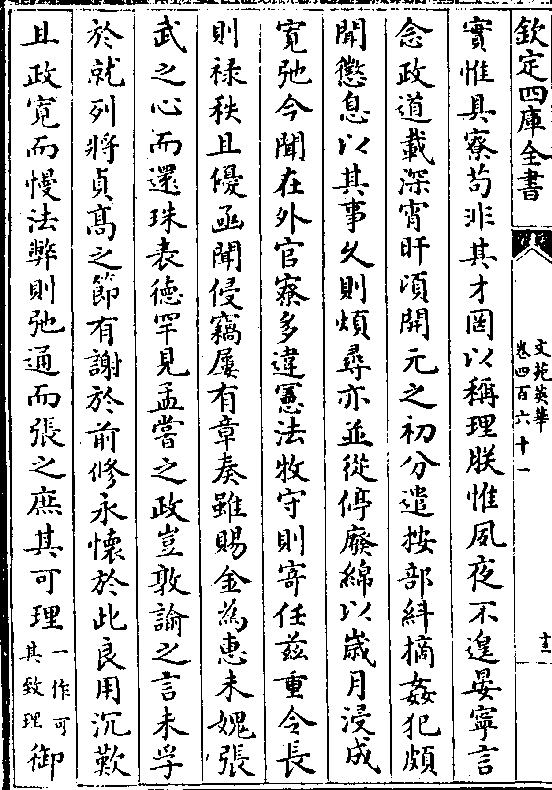 欽定四庫全書
文苑英華
卷四百六十一
十三
實惟具寮苟非其才罔以稱理朕惟夙夜不遑晏寧言
念政道載深宵旰頃開元之初分遣按部糾摘姦犯頗
聞懲息以其事久則煩尋亦並從停廢綿以歲月浸成
寛弛今聞在外官寮多違憲法牧守則寄任兹重令長
則禄秩且優函聞侵竊屢有章奏雖賜金為惠未媿張
武之心而還珠表德罕見孟嘗之政豈敦諭之言未孚
於就列將貞髙之節有謝於前修永懷於此良用沉歎
且政寛而慢法弊則弛通而張之庶其可理一作可其致理御